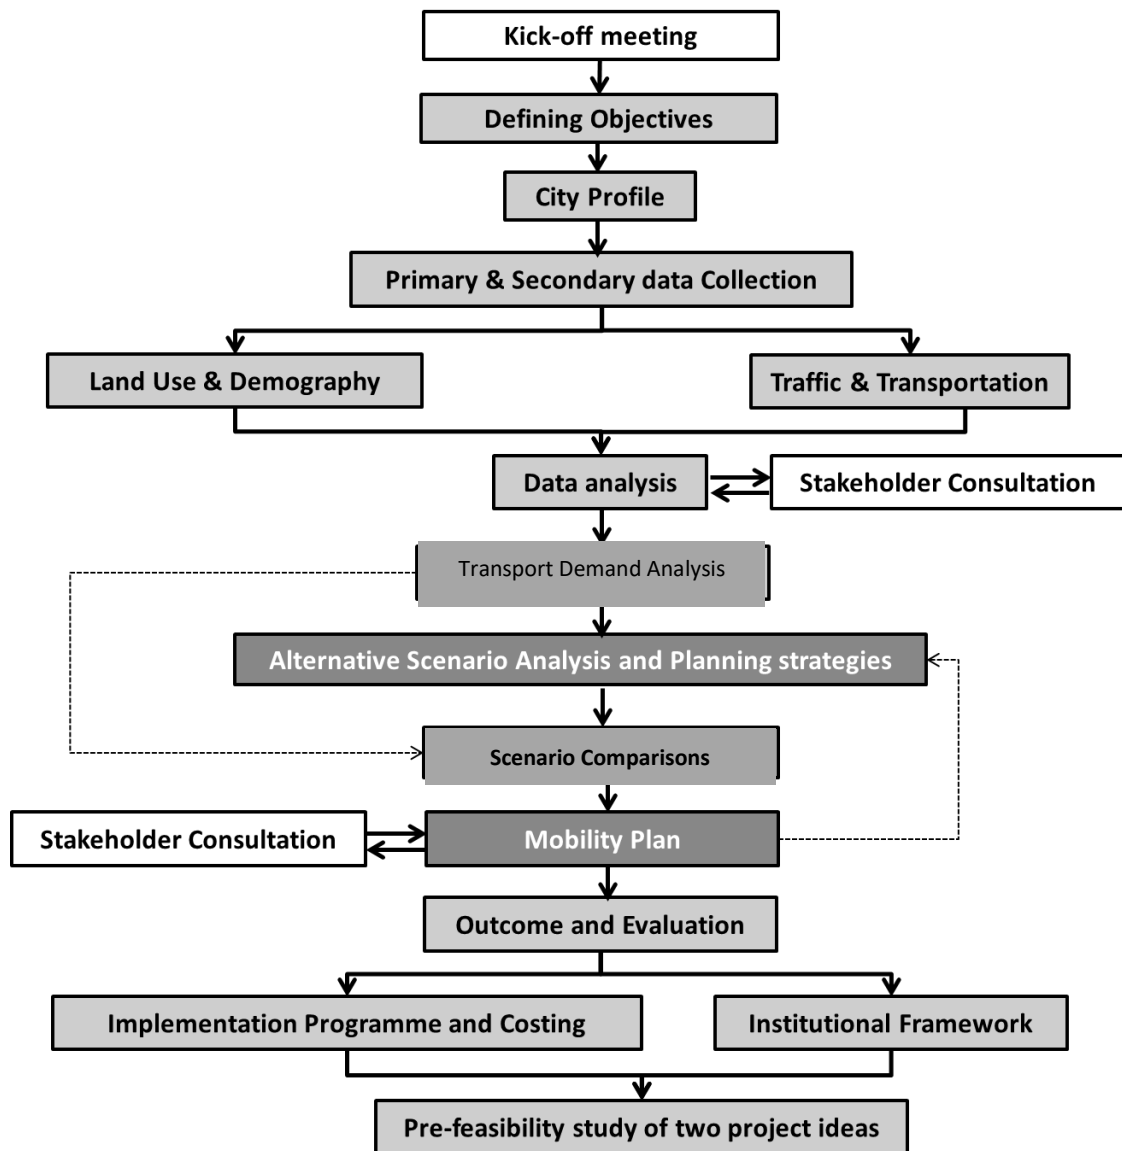 Kick-off meeting
Defining Objectives
City Profile
Primary & Secondary data Collection
Land Use & Demography
Traffic & Transportation
Data analysis
Stakeholder Consultation
Transport Demand Analysis
Alternative Scenario Analysis and Planning strategies
Scenario Comparisons
Stakeholder Consultation
Mobility Plan
Outcome and Evaluation
Implementation Programme and Costing
Institutional Framework
Pre-feasibility study of two project ideas